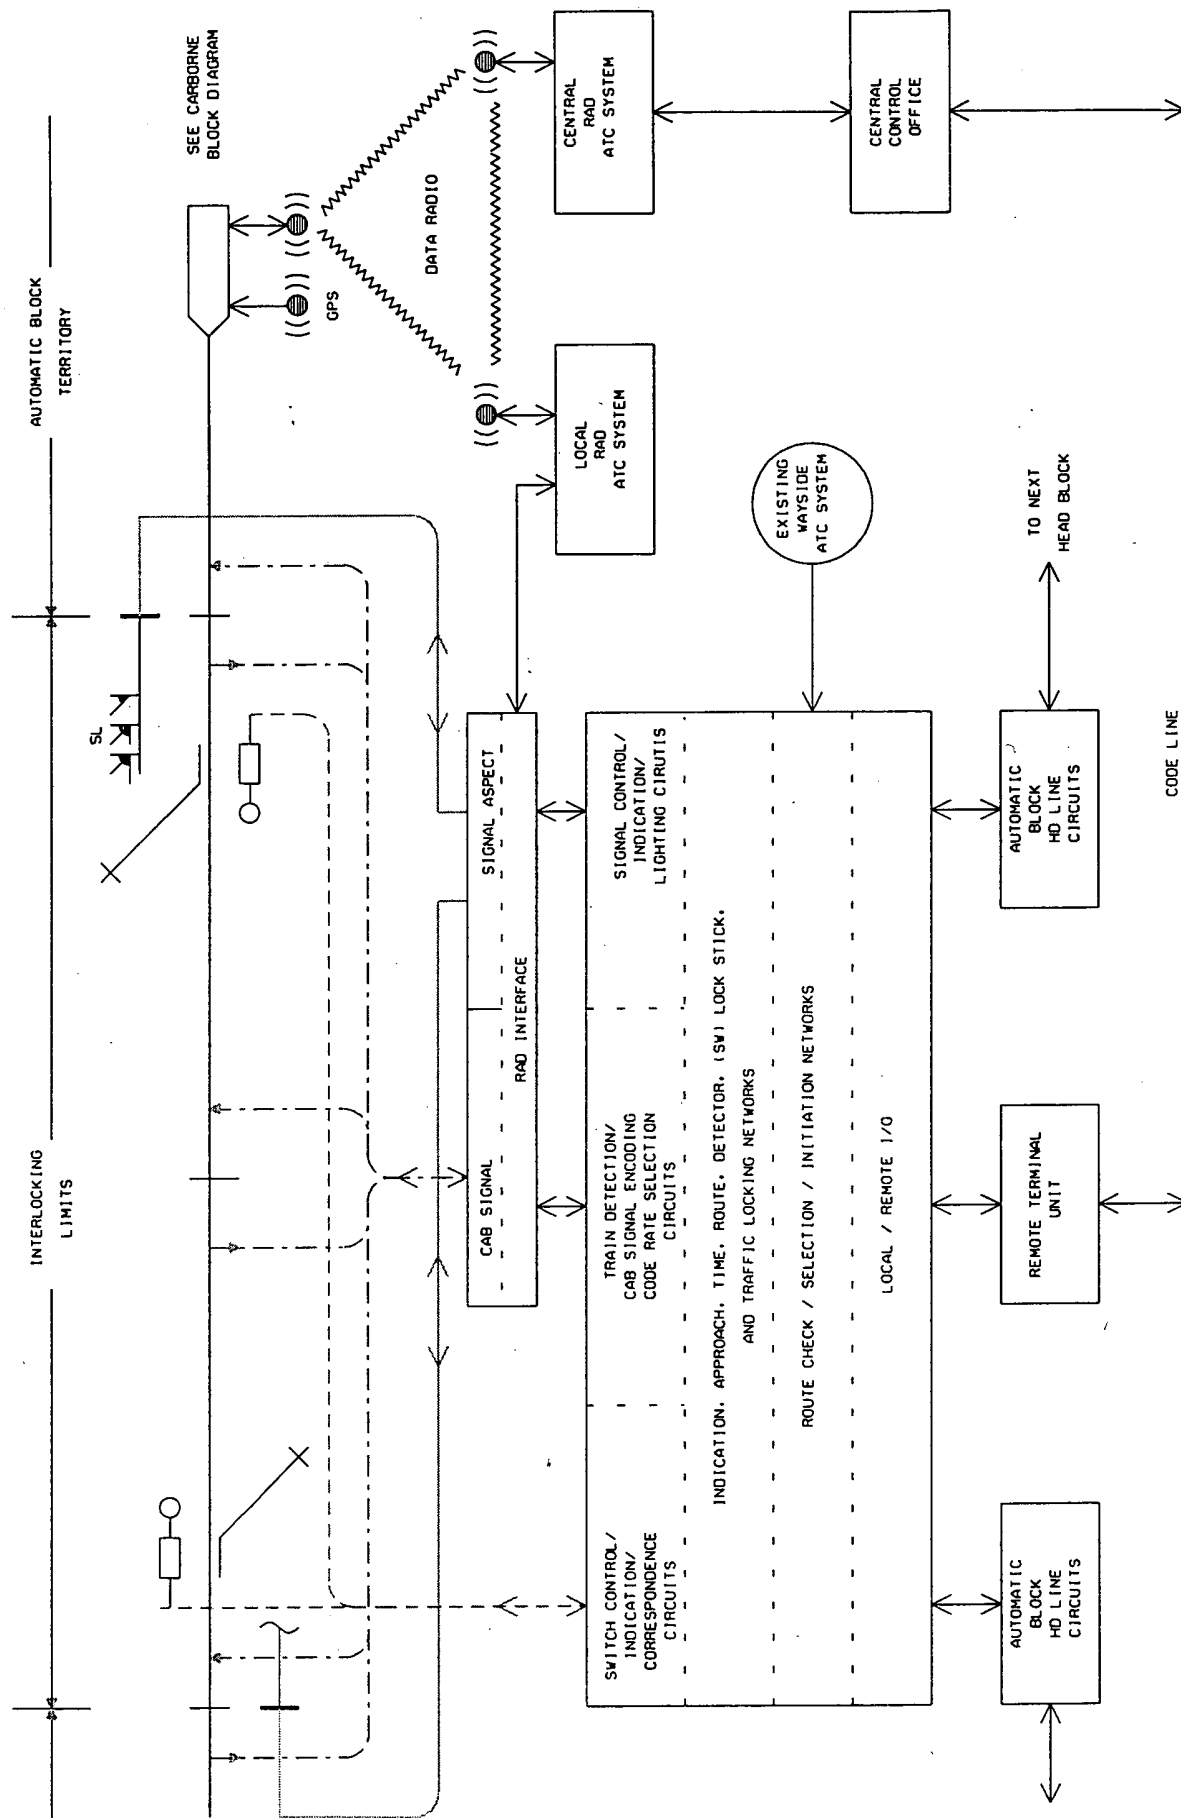 INTERLOCKING
LIMITS
AUTOMATIC BLOCK
TERRITORY
SEE CARBORNE
BLOCK DIAGRAM
SL
GPS
DATA RADIO
CAB SIGNAL
SIGNAL ASPECT
RAD INTERFACE
LOCAL
RAD
ATC SYSTEM
CENTRAL
RAD
ATC SYSTEM
SWITCH CONTROL/
INDICATION/
CORRESPONDENCE
CIRCUITS
TRAIN DETECTION/
CAB SIGNAL ENCODING
CODE RATE SELECTION
CIRCUITS
SIGNAL CONTROL/
INDICATION/
LIGHTING CIRUTIS
INDICATION, APPROACH, TIME, ROUTE, DETECTOR, (SW) LOCK STICK,
AND TRAFFIC LOCKING NETWORKS
ROUTE CHECK / SELECTION / INITIATION NETWORKS
LOCAL / REMOTE I/O
EXISTING
WAYSIDE
ATC SYSTEM
CENTRAL
CONTROL
OFFICE
AUTOMATIC
BLOCK
HD LINE
CIRCUITS
REMOTE TERMINAL
UNIT
AUTOMATIC
BLOCK
HD LINE
CIRCUITS
TO NEXT
HEAD BLOCK
CODE LINE